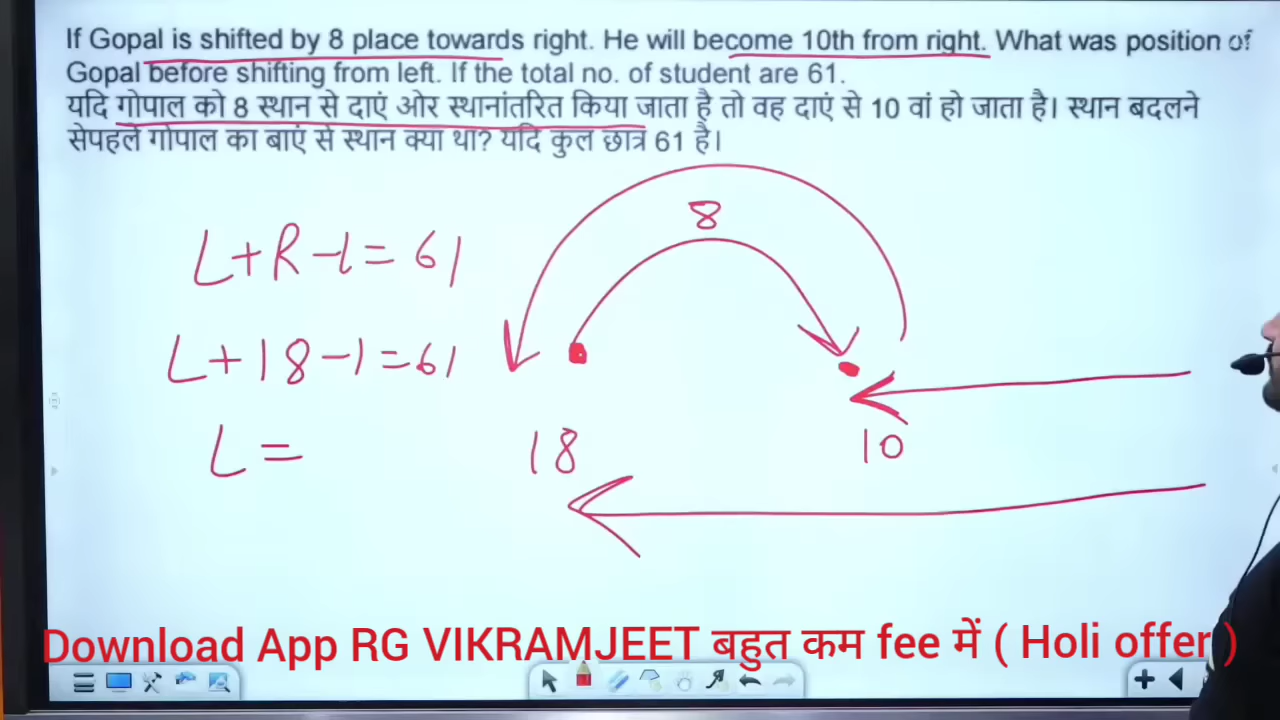 If Gopal is shifted by 8 place towards right. He will become 10th from right. What was position of
Gopal before shifting from left. If the total no. of student are 61.
यदि गोपाल को 8 स्थान से दाएं ओर स्थानांतरित किया जाता है तो वह दाएं से 10 वां हो जाता है। स्थान बदलने
सेपहले गोपाल का बाएं से स्थान क्या था? यदि कुल छात्र 61 है।
8
L+R-1=61
L+18-1=61
L=
18
10
Download App RG VIKRAMJEET बहुत कम fee में ( Holi offer )